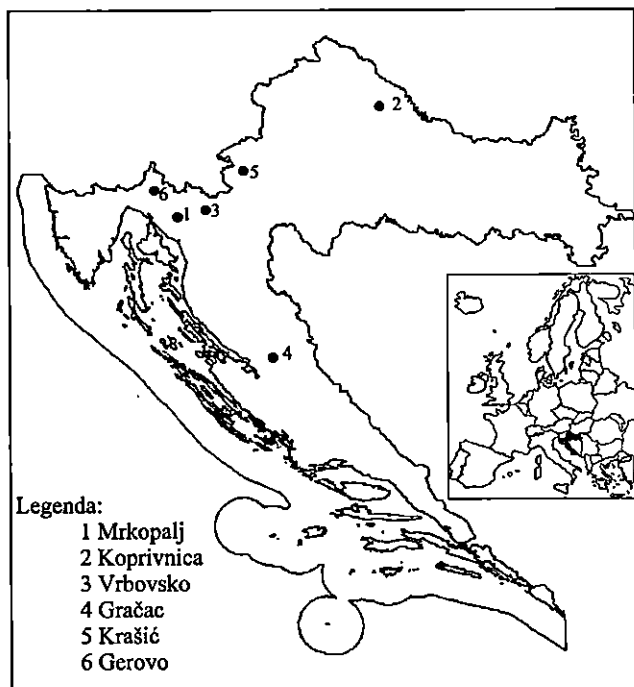 2
5
6
3
1
4
Legenda:
1 Mrkopalj
2 Koprivnica
3 Vrbovsko
4 Gračac
5 Krašić
6 Gerovo